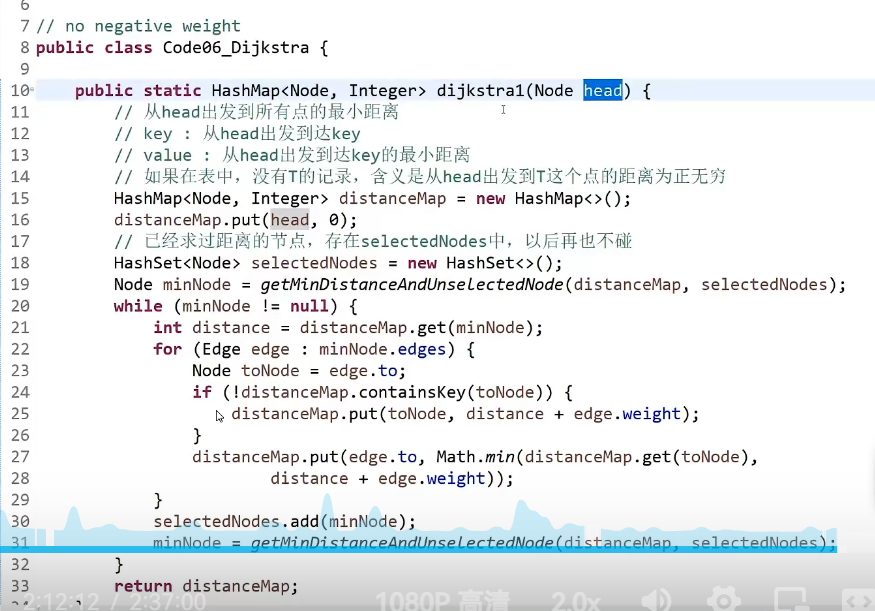 6
7 // no negative weight
8 public class Code06_Dijkstra {
9
10 public static HashMap<Node, Integer> dijkstra1(Node head) {
11 // 从head出发到所有点的最小距离
12 // key : 从head出发到达key
13 // value : 从head出发到达key的最小距离
14 // 如果在表中，没有T的记录，含义是从head出发到T这个点的距离为正无穷
15 HashMap<Node, Integer> distanceMap = new HashMap<>();
16 distanceMap.put(head, 0);
17 // 已经求过距离的节点，存在selectedNodes中，以后再也不碰
18 HashSet<Node> selectedNodes = new HashSet<>();
19 Node minNode = getMinDistanceAndUnselectedNode(distanceMap, selectedNodes);
20 while (minNode != null) {
21 int distance = distanceMap.get(minNode);
22 for (Edge edge : minNode.edges) {
23 Node toNode = edge.to;
24 if (!distanceMap.containsKey(toNode)) {
25 distanceMap.put(toNode, distance + edge.weight);
26 }
27 distanceMap.put(edge.to, Math.min(distanceMap.get(toNode),
28 distance + edge.weight));
29 }
30 selectedNodes.add(minNode);
31 minNode = getMinDistanceAndUnselectedNode(distanceMap, selectedNodes);
32 }
33 return distanceMap;
2:12:12 / 2:37:00 1080P 高清 2.0x